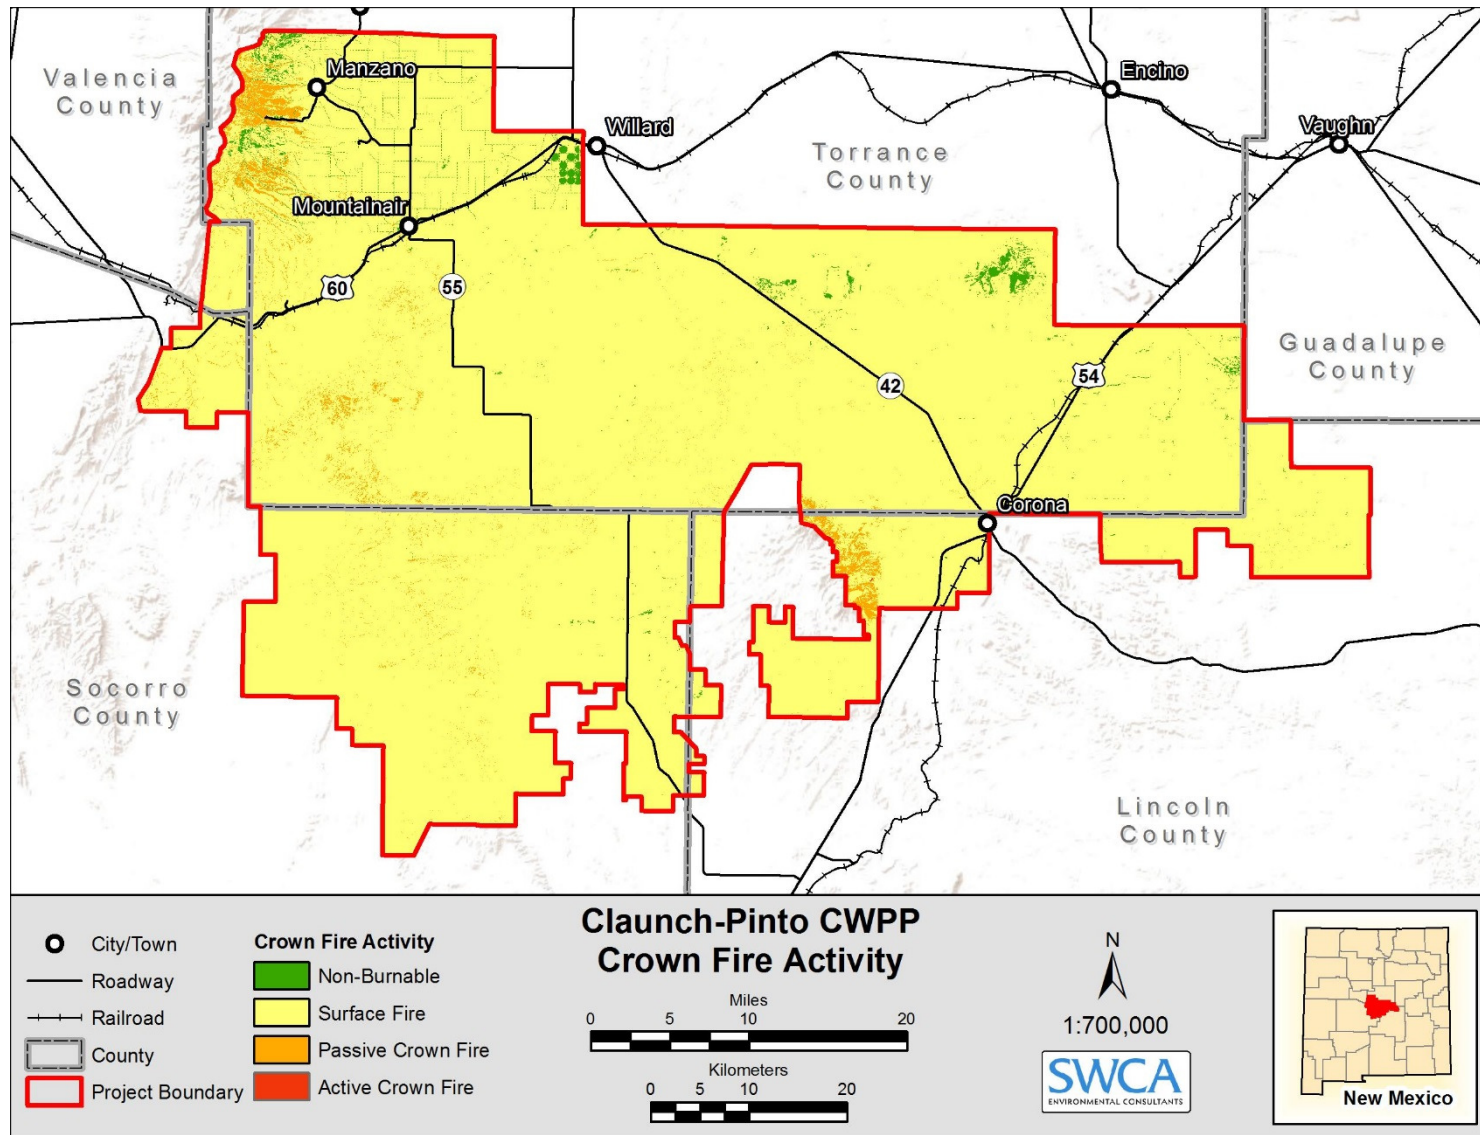 Valencia
County
Manzano
Willard
Encino
Vaughn
Torrance
County
Mountainair
60
55
42
54
Guadalupe
County
Corona
Socorro
County
Lincoln
County
City/Town
Roadway
Railroad
County
Project Boundary
Crown Fire Activity
Non-Burnable
Surface Fire
Passive Crown Fire
Active Crown Fire
Claunch-Pinto CWPP
Crown Fire Activity
Miles
0 5 10 20
Kilometers
0 5 10 20
N
1:700,000
SWCA
ENVIRONMENTAL CONSULTANTS
New Mexico